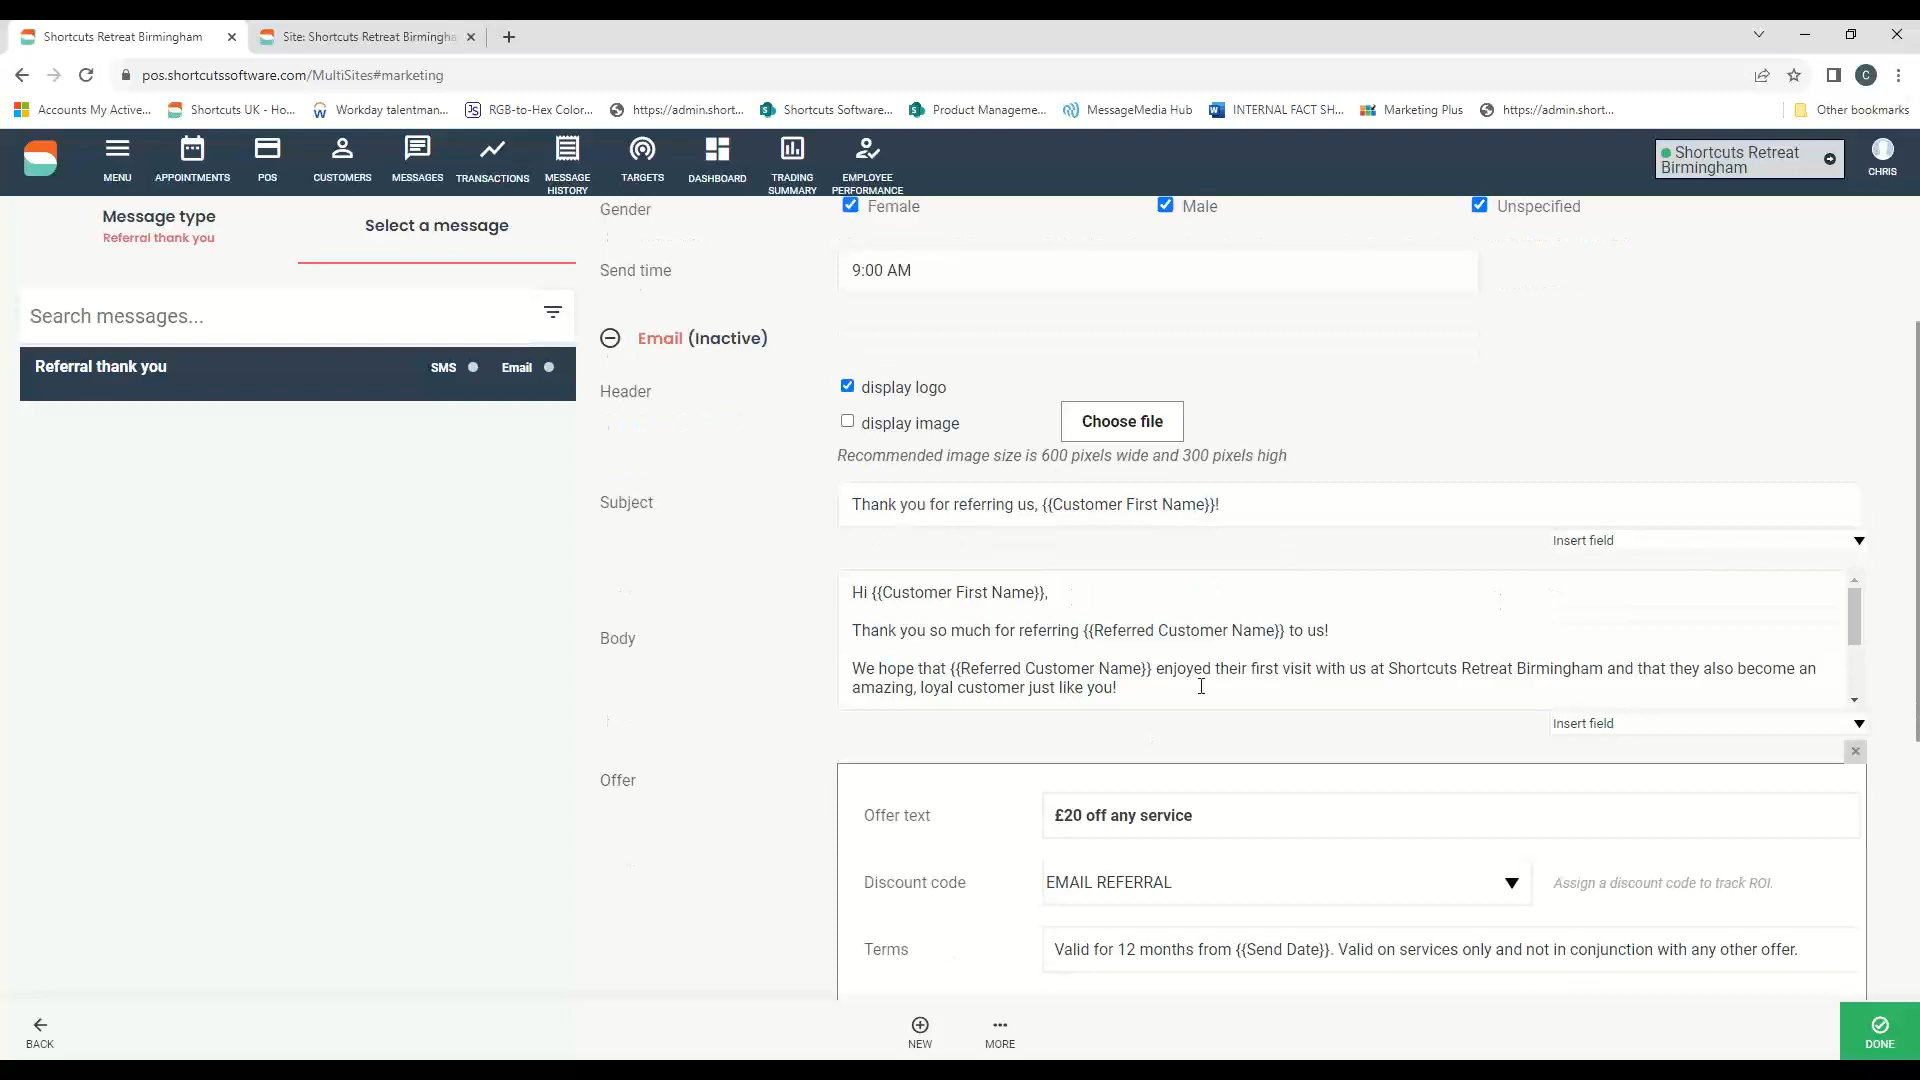 Shortcuts Retreat Birmingham
Site: Shortcuts Retreat Birmingha
pos.shortcutssoftware.com/MultiSites#marketing
C
Accounts My Active...
Shortcuts UK - Ho...
Workday talentman...
RGB-to-Hex Color...
https://admin.short...
Shortcuts Software...
Product Manageme...
MessageMedia Hub
INTERNAL FACT SH...
Marketing Plus
https://admin.short...
Other bookmarks
MENU
APPOINTMENTS
POS
CUSTOMERS
MESSAGES
TRANSACTIONS
MESSAGE
HISTORY
TARGETS
DASHBOARD
TRADING
SUMMARY
EMPLOYEE
PERFORMANCE
Shortcuts Retreat
Birmingham
CHRIS
Message type
Referral thank you
Select a message
Search messages...
Referral thank you
SMS
Email
Gender
Female
Male
Unspecified
Send time
9:00 AM
Email (Inactive)
Header
display logo
display image
Choose file
Recommended image size is 600 pixels wide and 300 pixels high
Subject
Thank you for referring us, {{Customer First Name}}!
Insert field
Body
Hi {{Customer First Name}},
Thank you so much for referring {{Referred Customer Name}} to us!
We hope that {{Referred Customer Name}} enjoyed their first visit with us at Shortcuts Retreat Birmingham and that they also become an
amazing, loyal customer just like you!
Insert field
Offer
Offer text
£20 off any service
Discount code
EMAIL REFERRAL
Assign a discount code to track ROI.
Terms
Valid for 12 months from {{Send Date}}. Valid on services only and not in conjunction with any other offer.
BACK
NEW
MORE
DONE